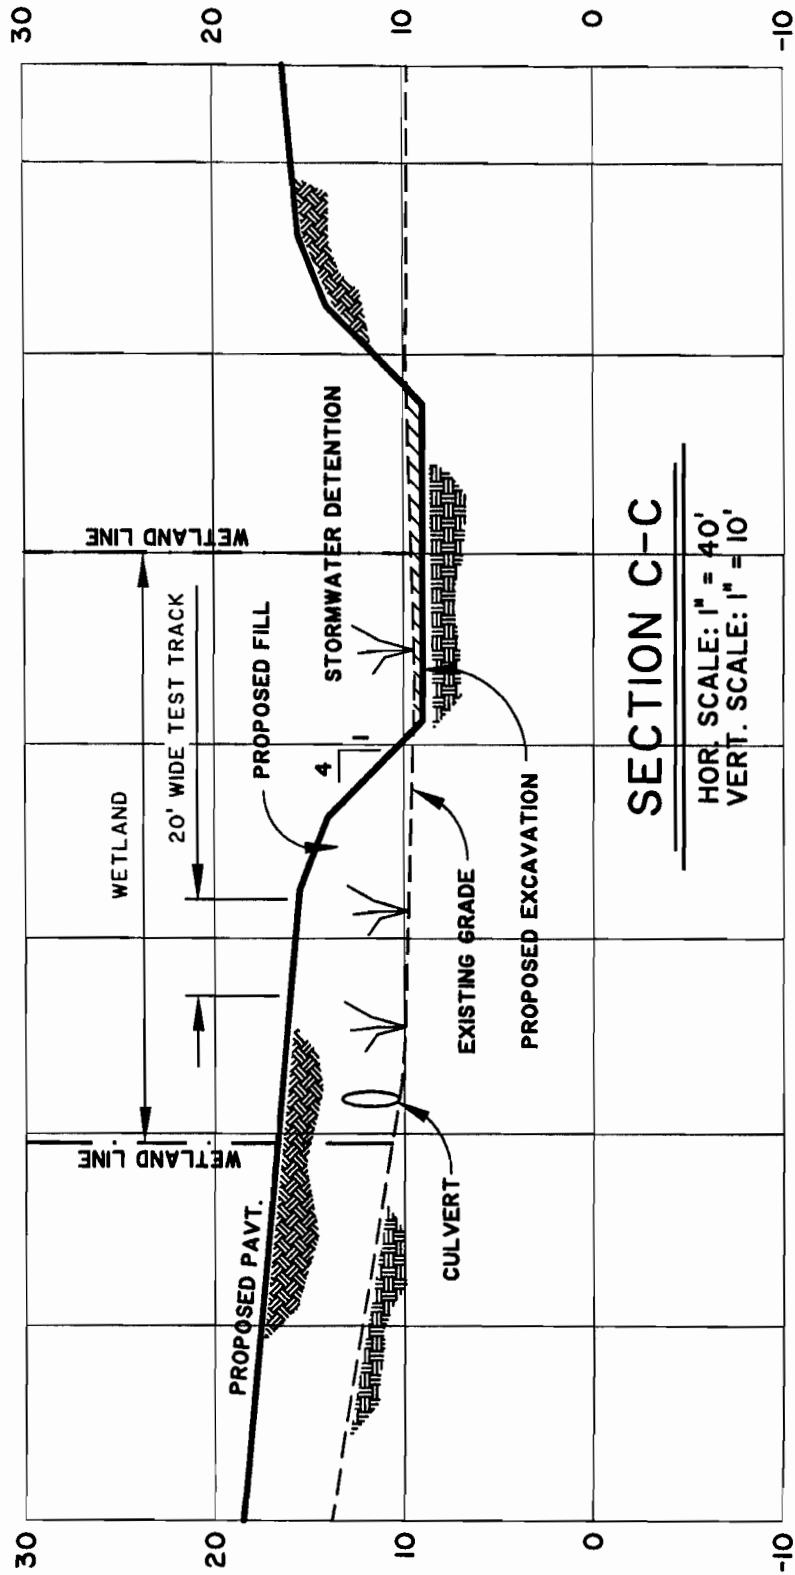 30
20
10
0
-10
30
20
10
0
-10
WETLAND
20' WIDE TEST TRACK
WETLAND LINE
WETLAND LINE
PROPOSED PAVT.
PROPOSED FILL
STORMWATER DETENTION
4
1
CULVERT
EXISTING GRADE
PROPOSED EXCAVATION
SECTION C-C
HOR. SCALE: 1" = 40'
VERT. SCALE: 1" = 10'